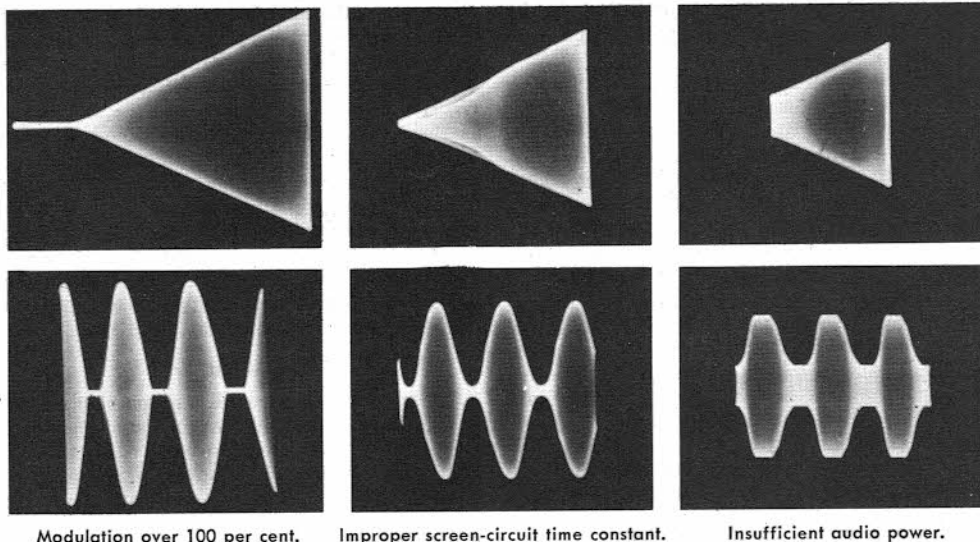 Modulation over 100 per cent.
Improper screen-circuit time constant.
Insufficient audio power.